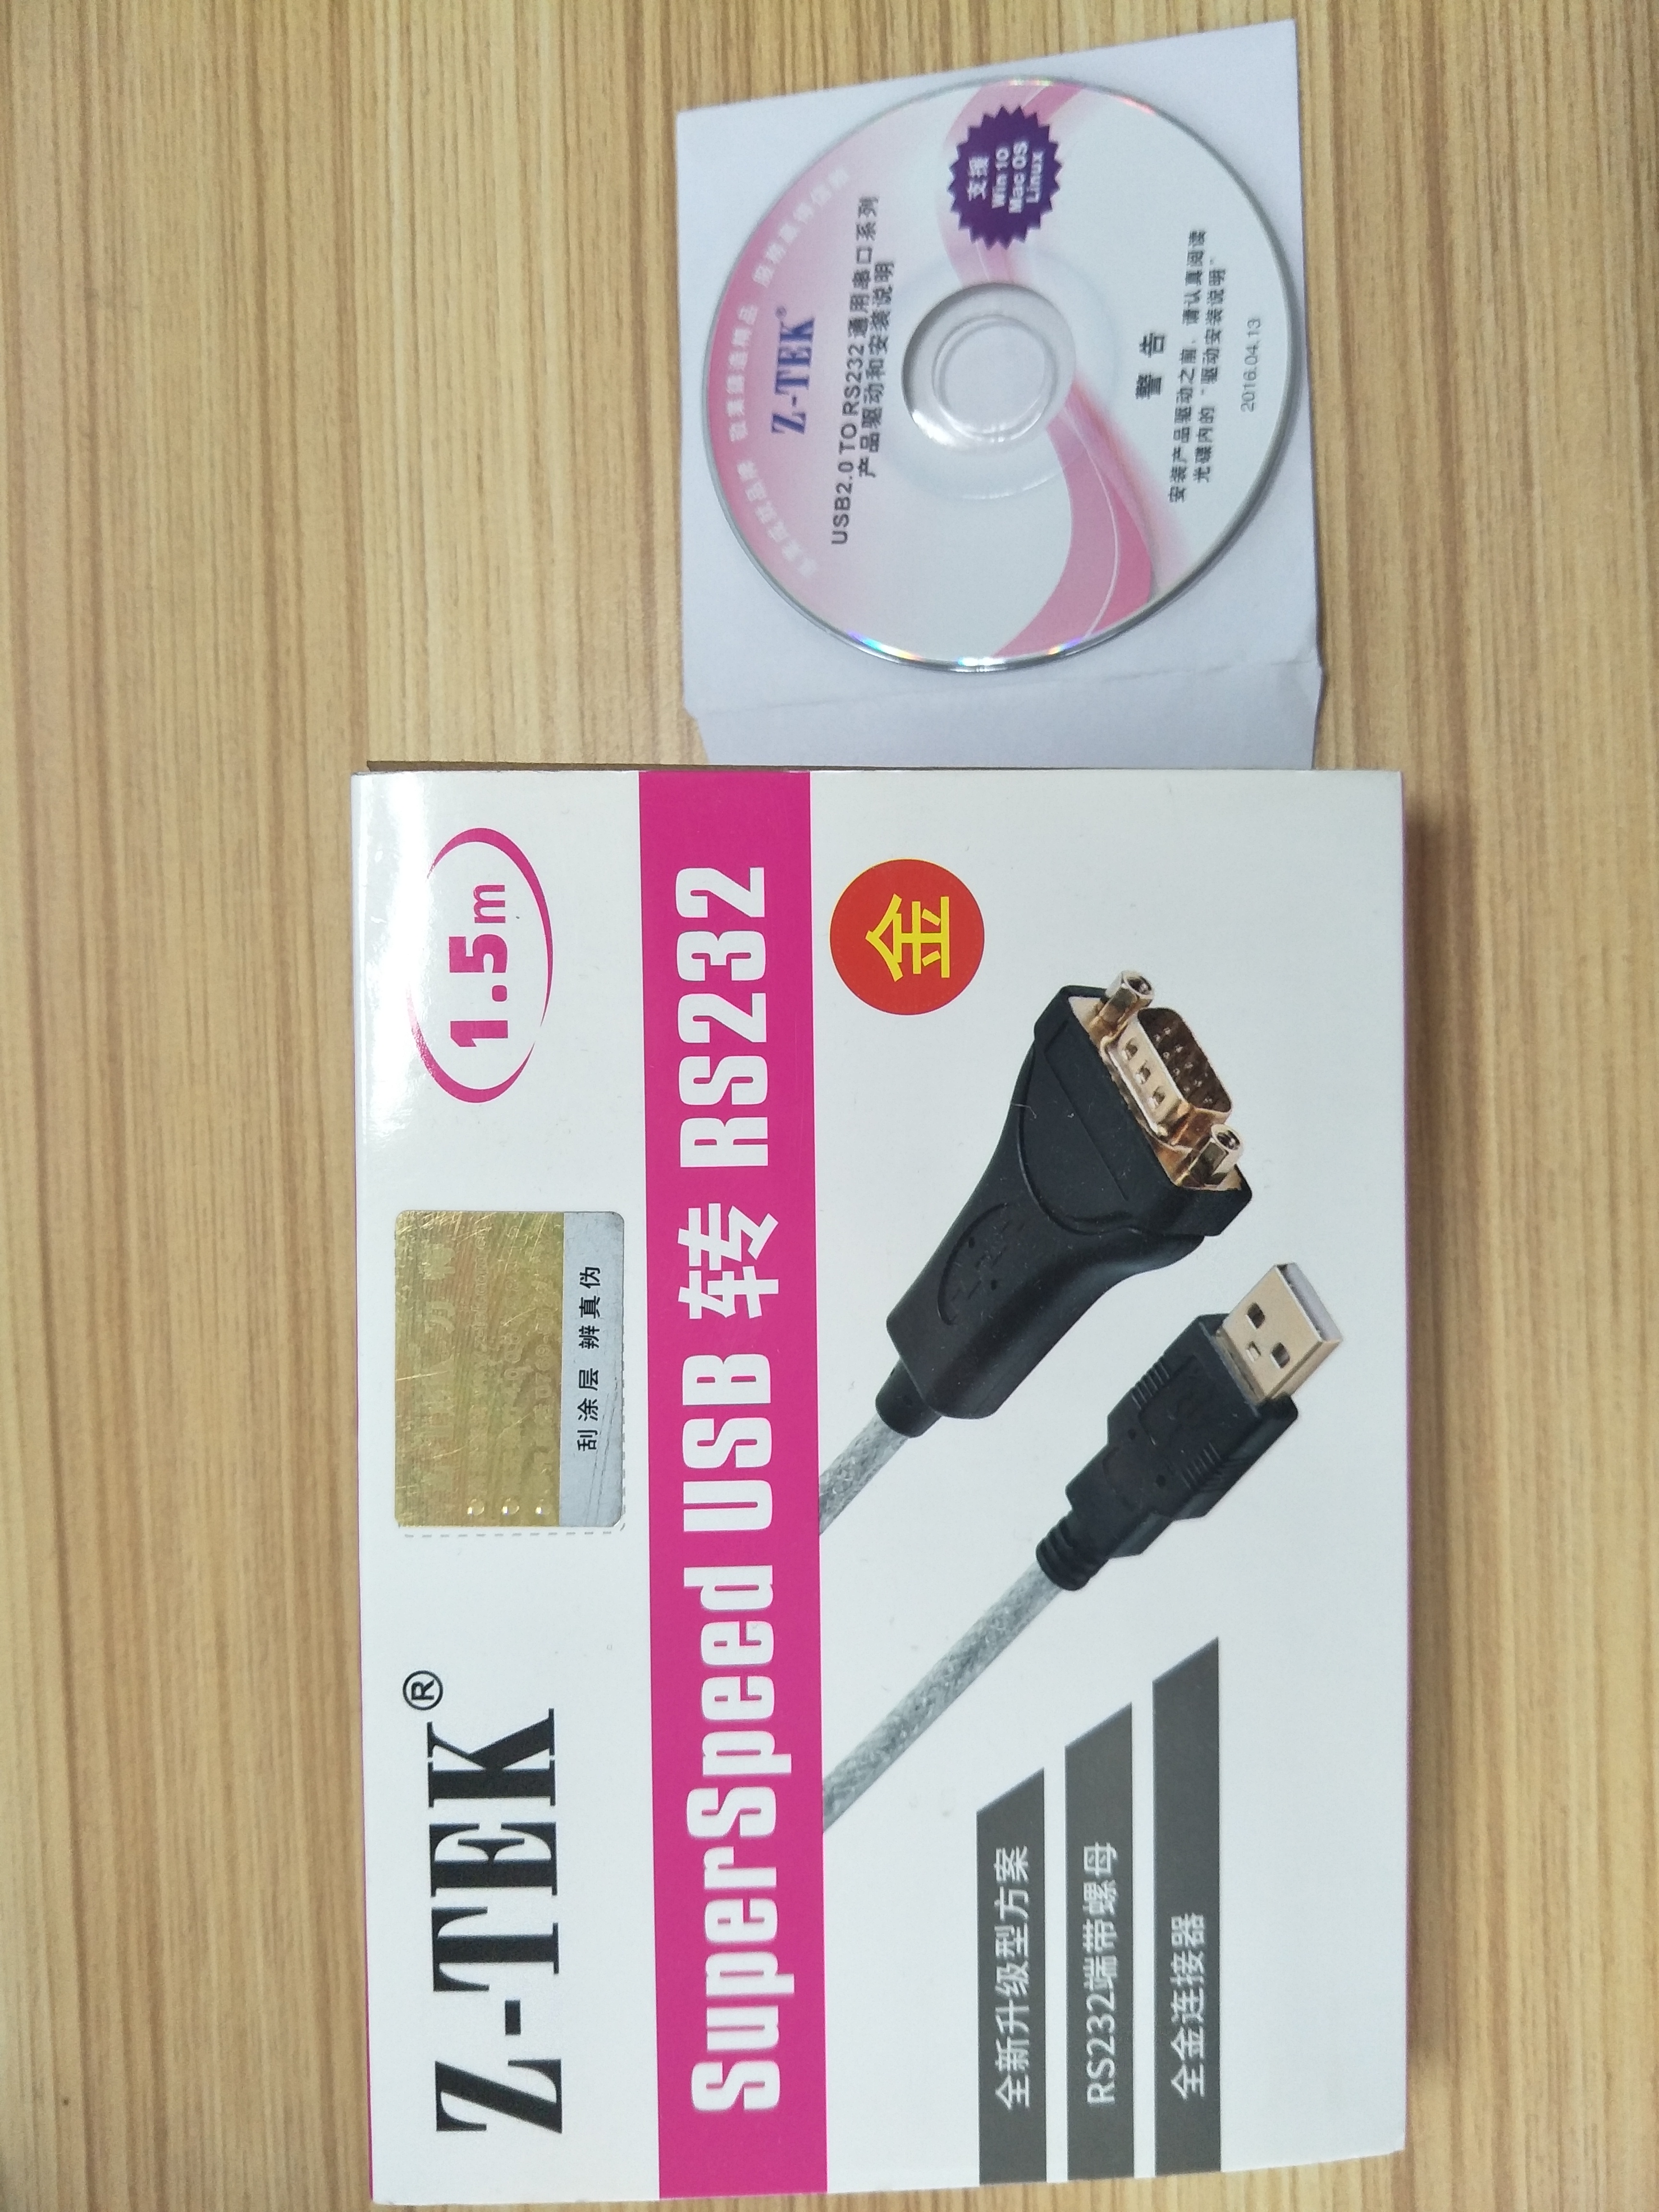 Z-TEK®
刮涂层 辨真伪
1.5m
SuperSpeed USB 转 RS232
金
全新升级型方案
RS232端带螺母
全金连接器
Z-TEK®
USB2.0 TO RS232 通用串口系列
产品驱动和安装说明
支援
Win 10
Mac OS
Linux
警 告
安装产品驱动之前，请认真阅读
光碟内的“驱动安装说明”
2016.04.13